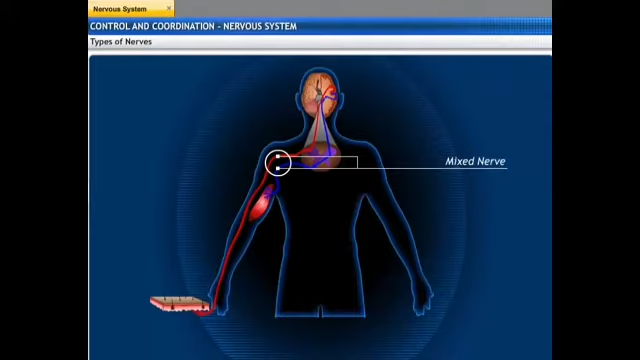 Nervous System
CONTROL AND COORDINATION - NERVOUS SYSTEM
Types of Nerves
Mixed Nerve